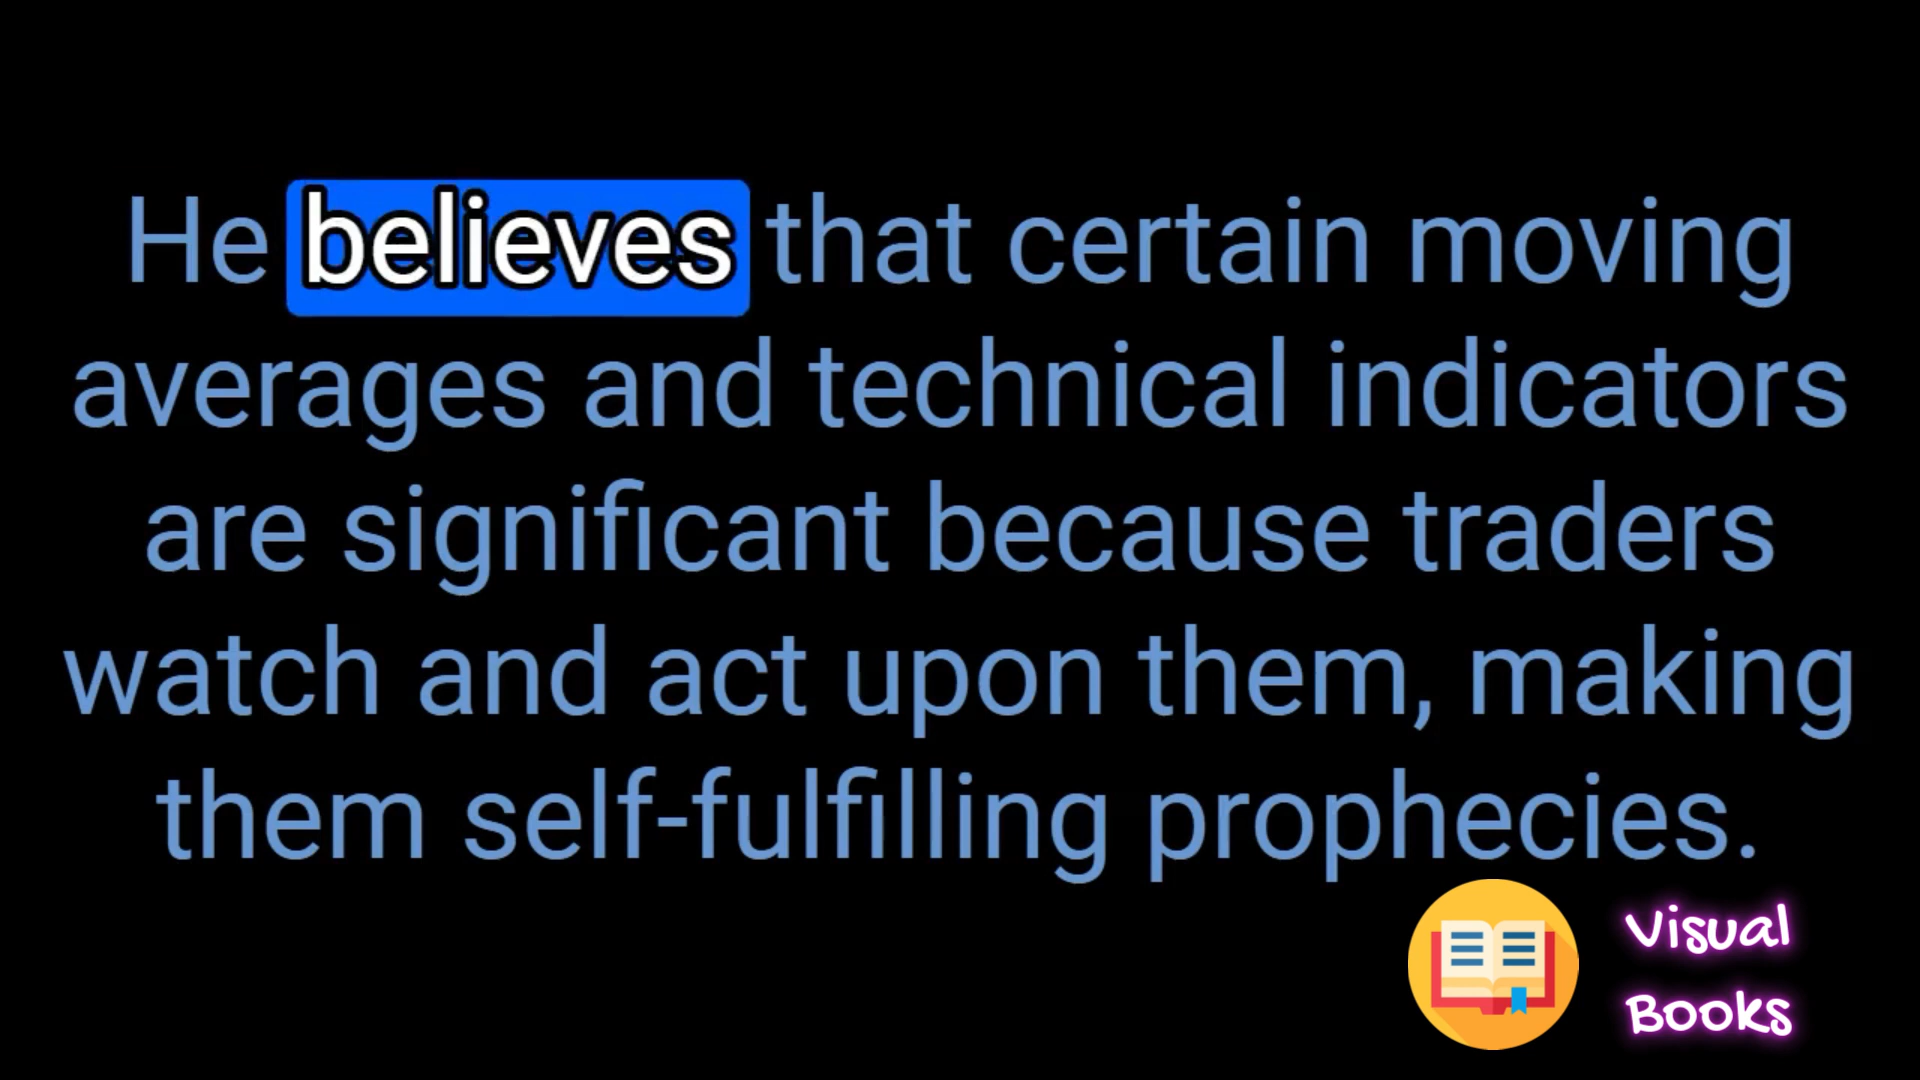 He believes that certain moving
averages and technical indicators
are significant because traders
watch and act upon them, making
them self-fulfilling prophecies.
Visual
Books